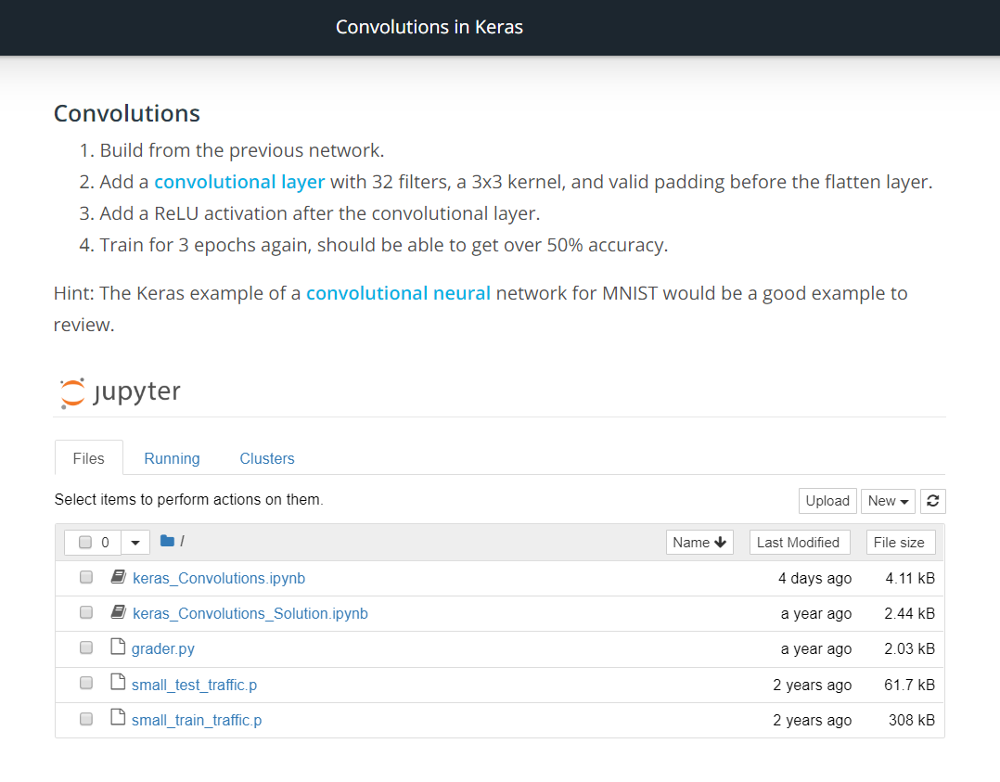 Convolutions in Keras
Convolutions
1. Build from the previous network.
2. Add a convolutional layer with 32 filters, a 3x3 kernel, and valid padding before the flatten layer.
3. Add a ReLU activation after the convolutional layer.
4. Train for 3 epochs again, should be able to get over 50% accuracy.
Hint: The Keras example of a convolutional neural network for MNIST would be a good example to
review.
jupyter
Files Running Clusters
Select items to perform actions on them. Upload New
0 / Name Last Modified File size
keras_Convolutions.ipynb 4 days ago 4.11 kB
keras_Convolutions_Solution.ipynb a year ago 2.44 kB
grader.py a year ago 2.03 kB
small_test_traffic.p 2 years ago 61.7 kB
small_train_traffic.p 2 years ago 308 kB